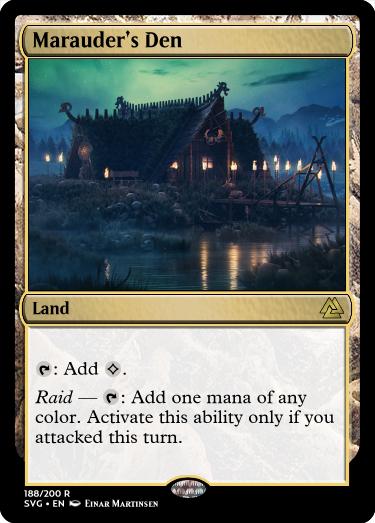 Marauder's Den
Land
: Add .
Raid — : Add one mana of any
color. Activate this ability only if you
attacked this turn.
188/200 R
SVG • EN Einar Martinsen